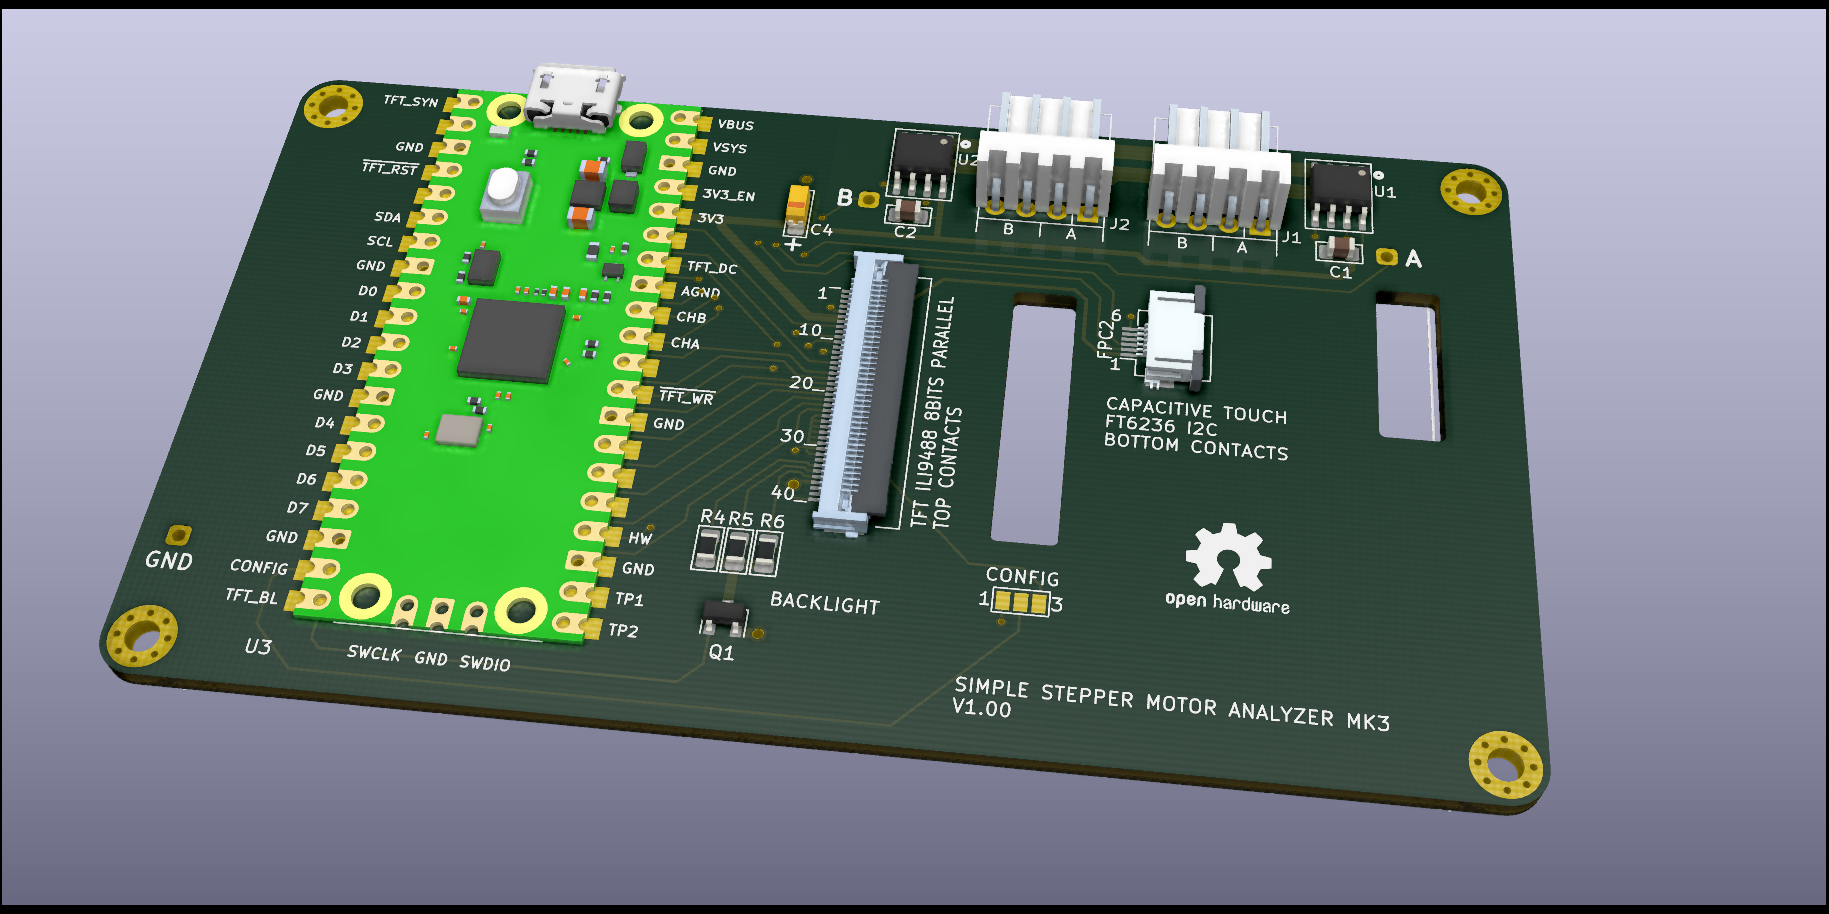 TFT_SYN
GND
TFT_RST
SDA
SCL
GND
D0
D1
D2
D3
GND
D4
D5
D6
D7
GND
CONFIG
TFT_BL
VBUS
VSYS
GND
3V3_EN
3V3
TFT_DC
AGND
CHB
CHA
TFT_WR
GND
HW
GND
TP1
TP2
GND
U3
SWCLK GND SWDIO
C4
+
B
U2
C2
B A
J2
B A
J1
U1
C1
A
1
10
20
30
40
TFT ILI9488 8BITS PARALLEL
TOP CONTACTS
6
FPC2
1
CAPACITIVE TOUCH
FT6236 I2C
BOTTOM CONTACTS
R4 R5 R6
BACKLIGHT
Q1
CONFIG
1 3
open hardware
SIMPLE STEPPER MOTOR ANALYZER MK3
V1.00